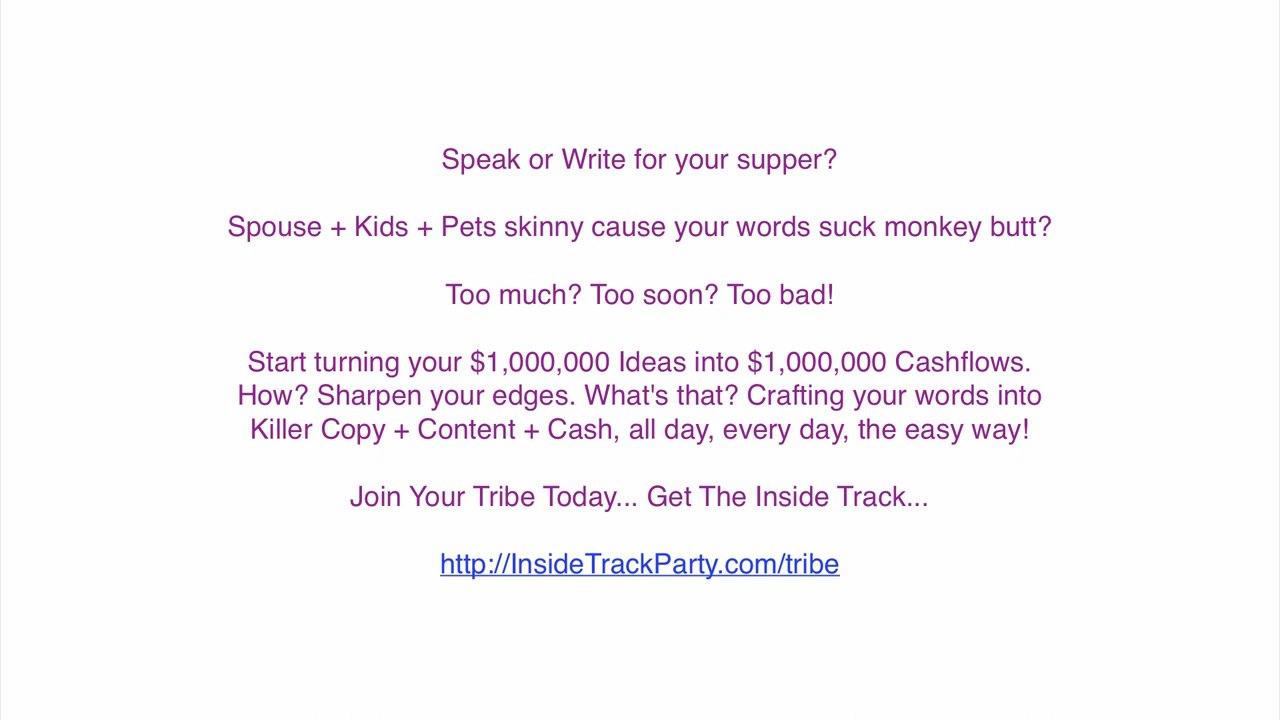 Speak or Write for your supper?
Spouse + Kids + Pets skinny cause your words suck monkey butt?
Too much? Too soon? Too bad!
Start turning your $1,000,000 Ideas into $1,000,000 Cashflows.
How? Sharpen your edges. What's that? Crafting your words into
Killer Copy + Content + Cash, all day, every day, the easy way!
Join Your Tribe Today... Get The Inside Track...
http://InsideTrackParty.com/tribe